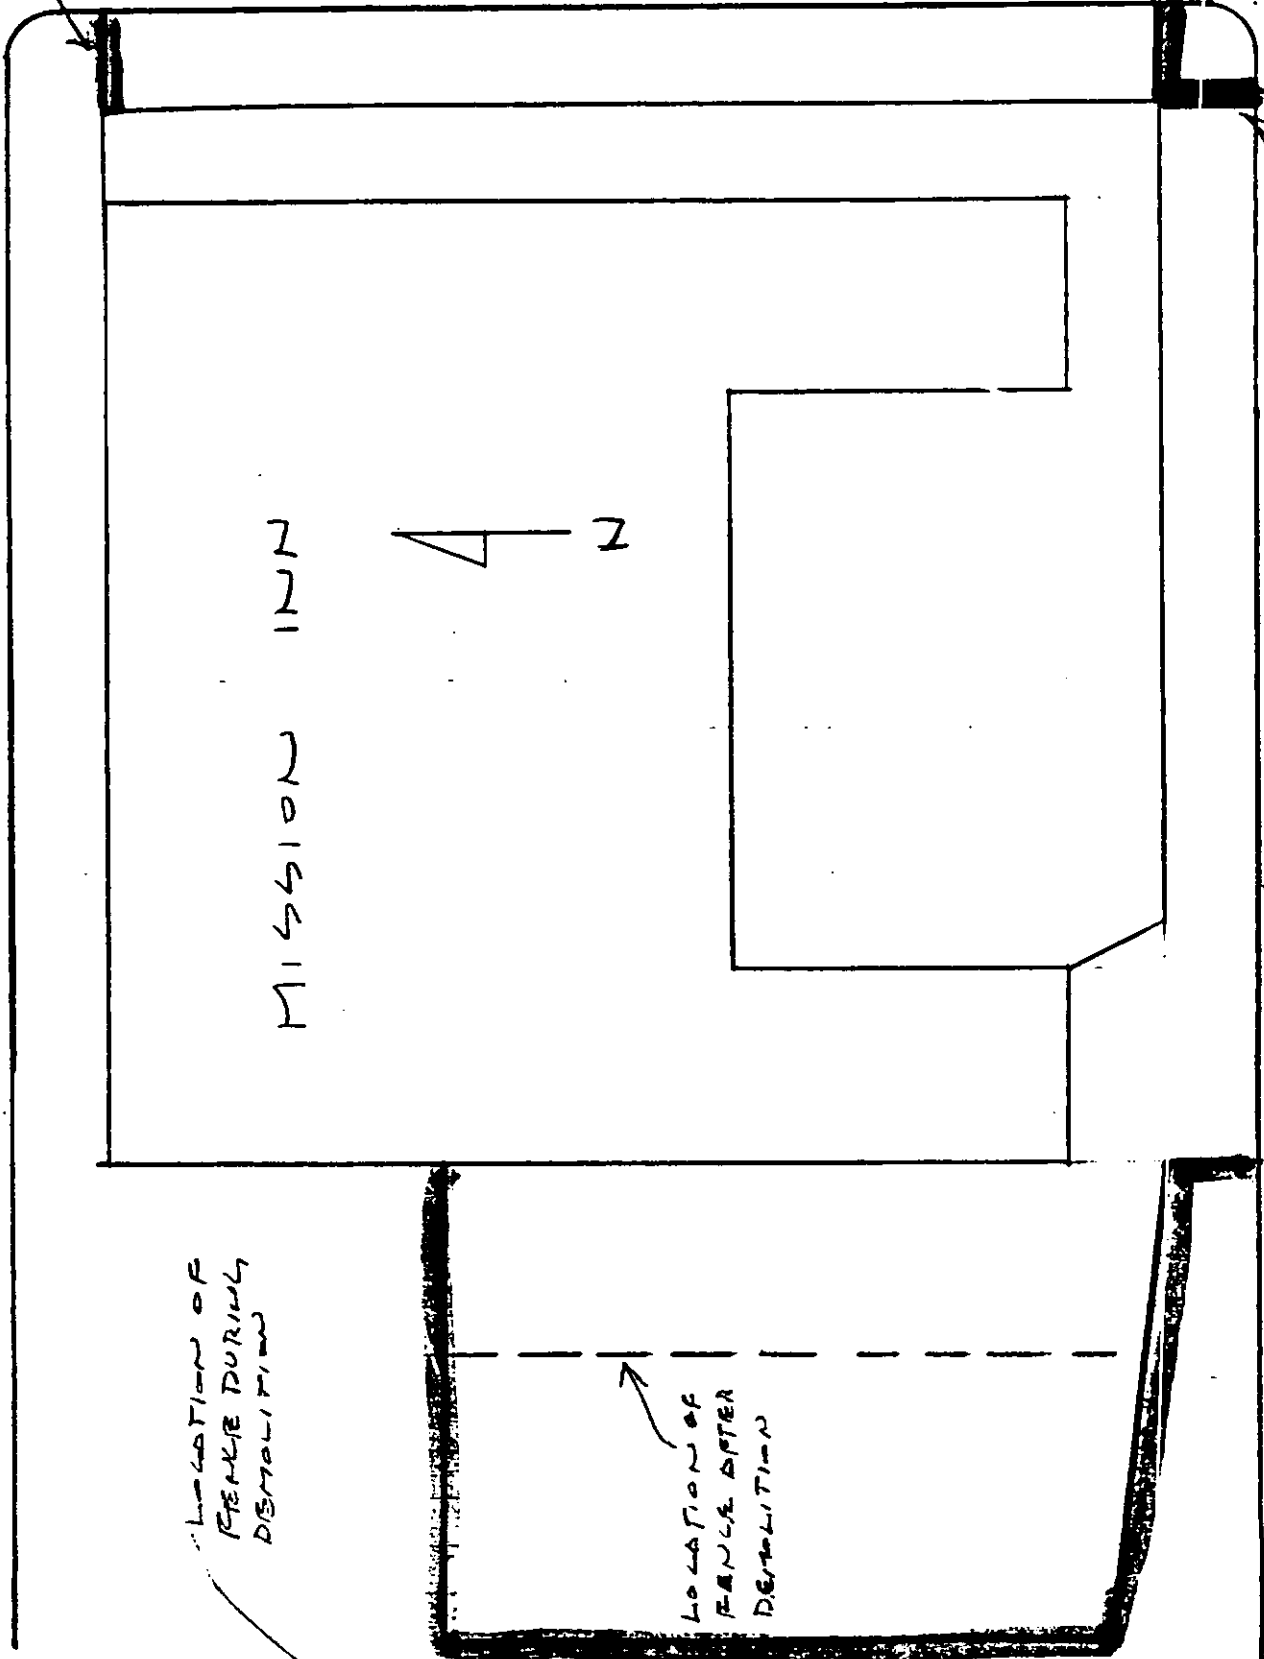 MISSION INN
N
LOCATION OF
FENCE DURING
DEMOLITION
LOCATION OF
FENCE AFTER
DEMOLITION